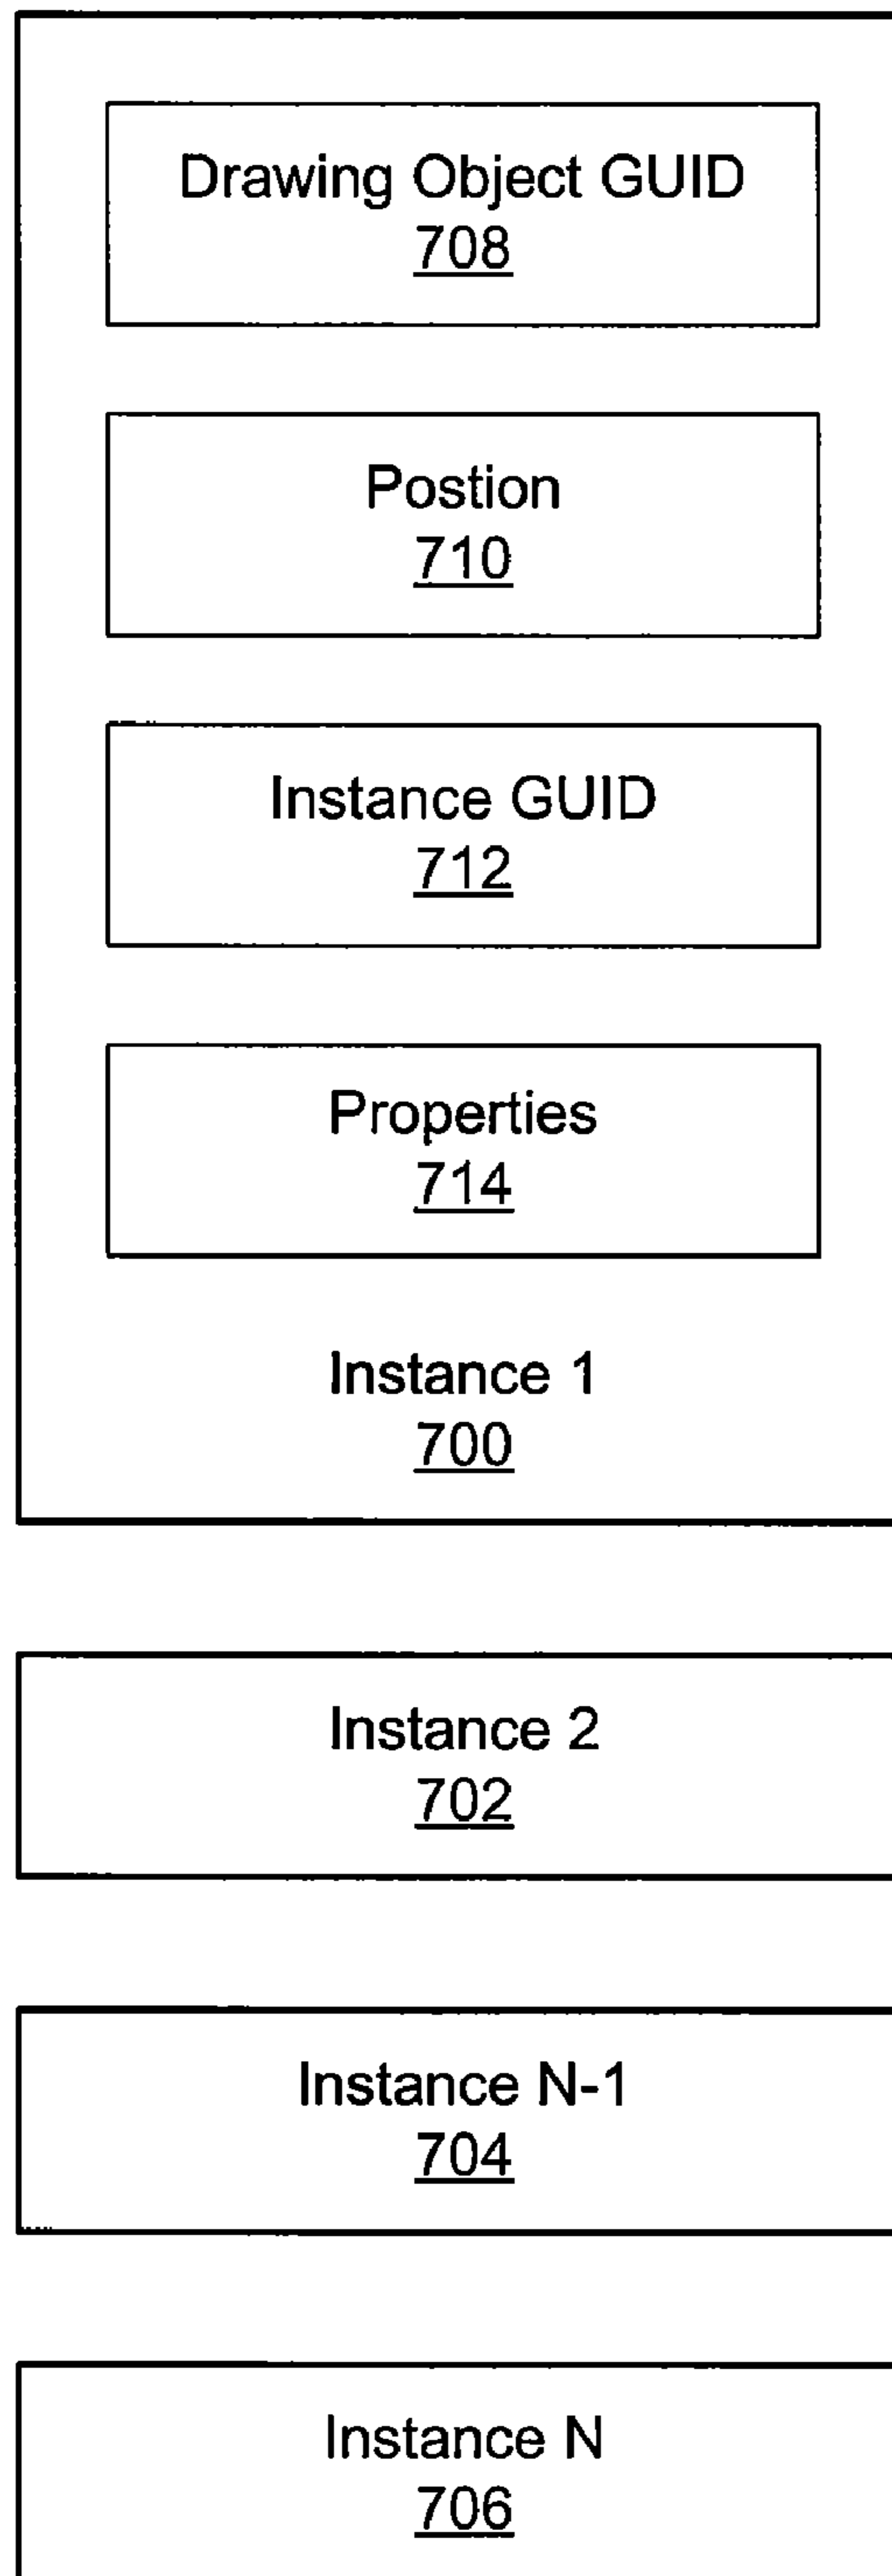 Drawing Object GUID
708
Postion
710
Instance GUID
712
Properties
714
Instance 1
700
Instance 2
702
Instance N-1
704
Instance N
706